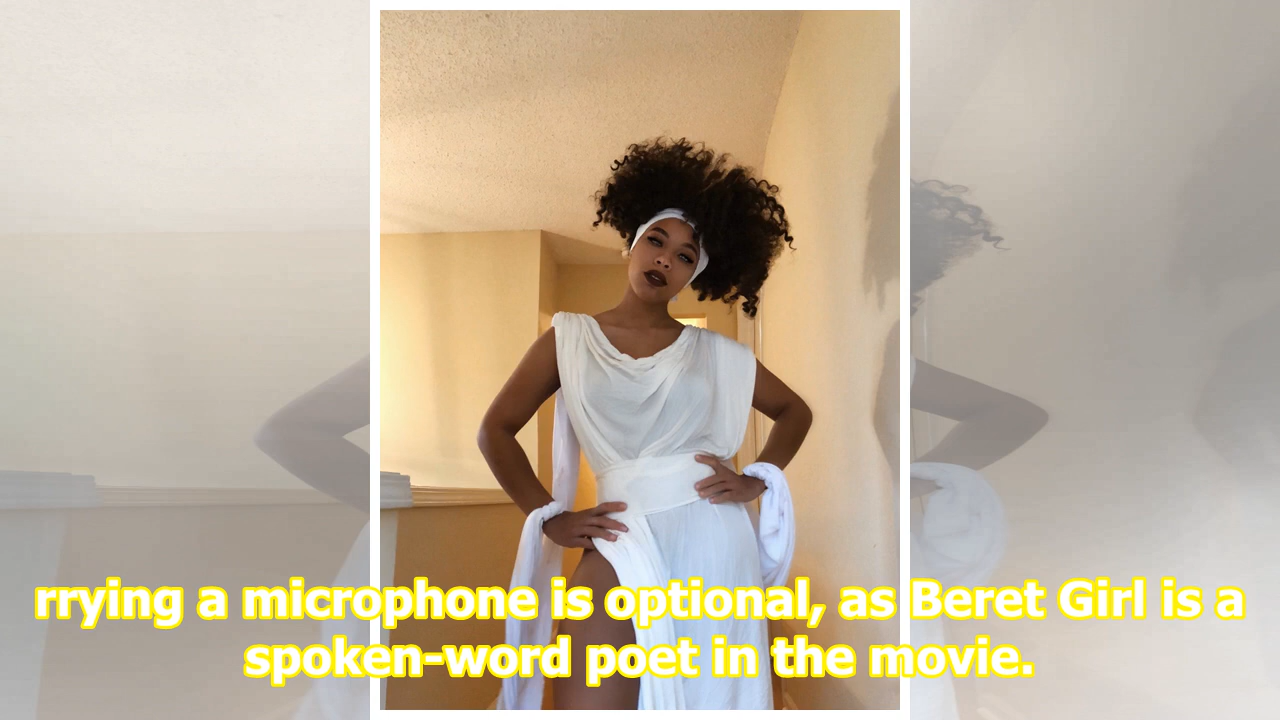 rrying a microphone is optional, as Beret Girl is a
spoken-word poet in the movie.